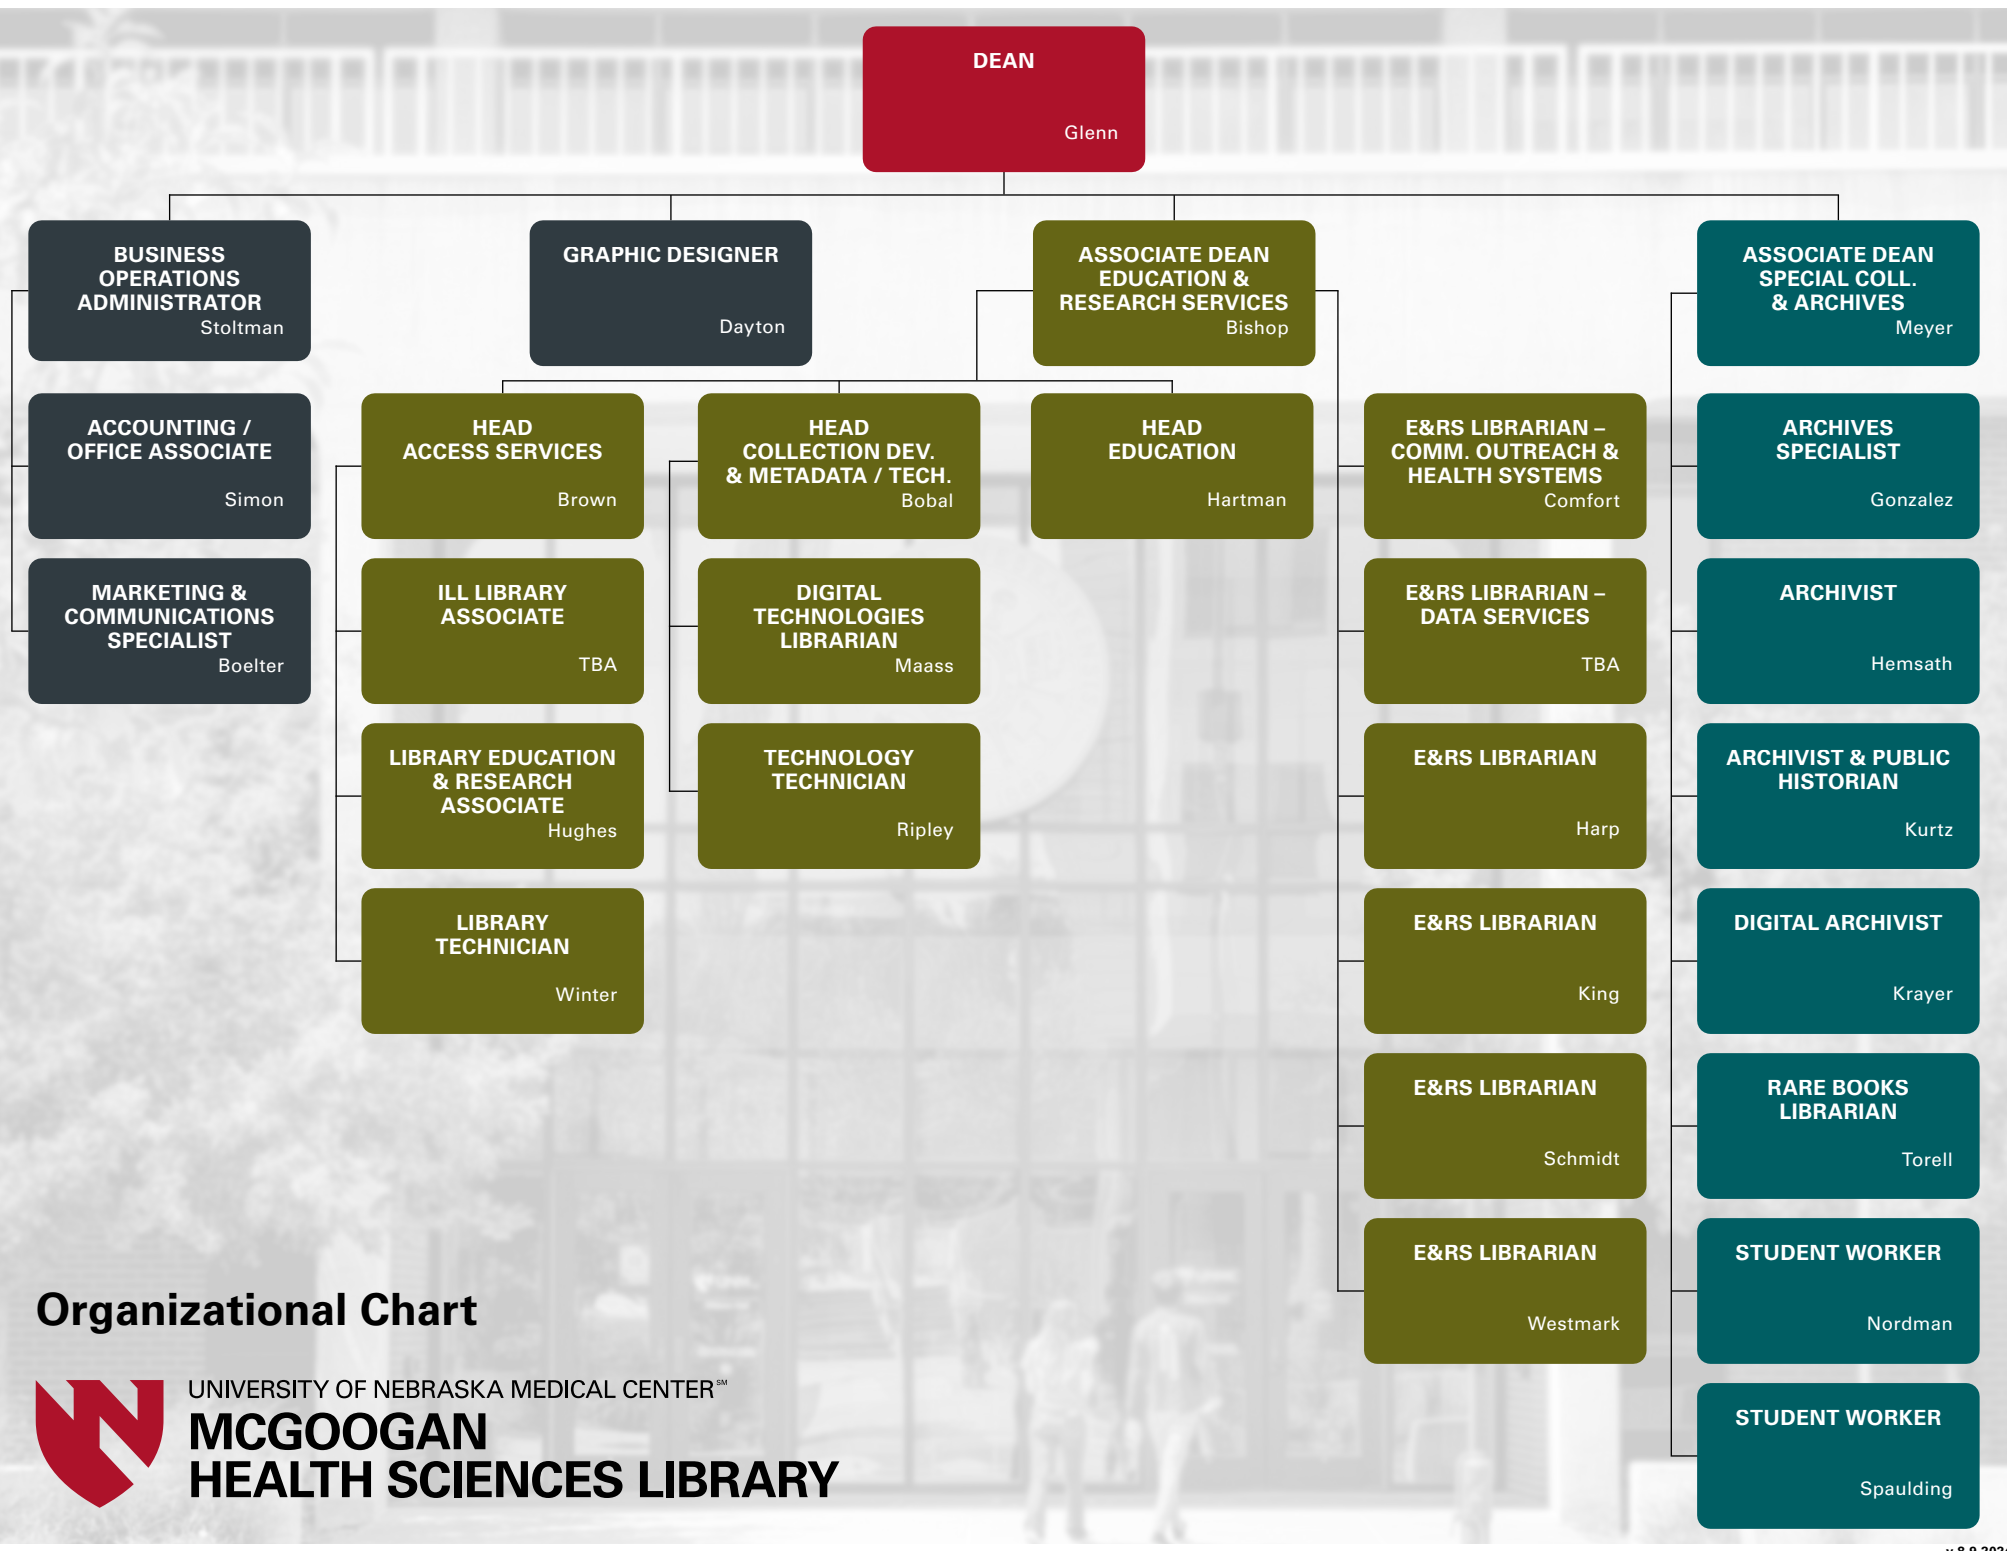 DEAN
Glenn
BUSINESS
OPERATIONS
ADMINISTRATOR
Stoltman
GRAPHIC DESIGNER
Dayton
ASSOCIATE DEAN
EDUCATION &
RESEARCH SERVICES
Bishop
ASSOCIATE DEAN
SPECIAL COLL.
& ARCHIVES
Meyer
ACCOUNTING /
OFFICE ASSOCIATE
Simon
HEAD
ACCESS SERVICES
Brown
HEAD
COLLECTION DEV.
& METADATA / TECH.
Bobal
HEAD
EDUCATION
Hartman
E&RS LIBRARIAN –
COMM. OUTREACH &
HEALTH SYSTEMS
Comfort
ARCHIVES
SPECIALIST
Gonzalez
MARKETING &
COMMUNICATIONS
SPECIALIST
Boelter
ILL LIBRARY
ASSOCIATE
TBA
DIGITAL
TECHNOLOGIES
LIBRARIAN
Maass
E&RS LIBRARIAN –
DATA SERVICES
TBA
ARCHIVIST
Hemsath
LIBRARY EDUCATION
& RESEARCH
ASSOCIATE
Hughes
TECHNOLOGY
TECHNICIAN
Ripley
E&RS LIBRARIAN
Harp
ARCHIVIST & PUBLIC
HISTORIAN
Kurtz
LIBRARY
TECHNICIAN
Winter
E&RS LIBRARIAN
King
DIGITAL ARCHIVIST
Krayer
E&RS LIBRARIAN
Schmidt
RARE BOOKS
LIBRARIAN
Torell
E&RS LIBRARIAN
Westmark
STUDENT WORKER
Nordman
STUDENT WORKER
Spaulding
Organizational Chart
UNIVERSITY OF NEBRASKA MEDICAL CENTER℠
MCGOOGAN
HEALTH SCIENCES LIBRARY